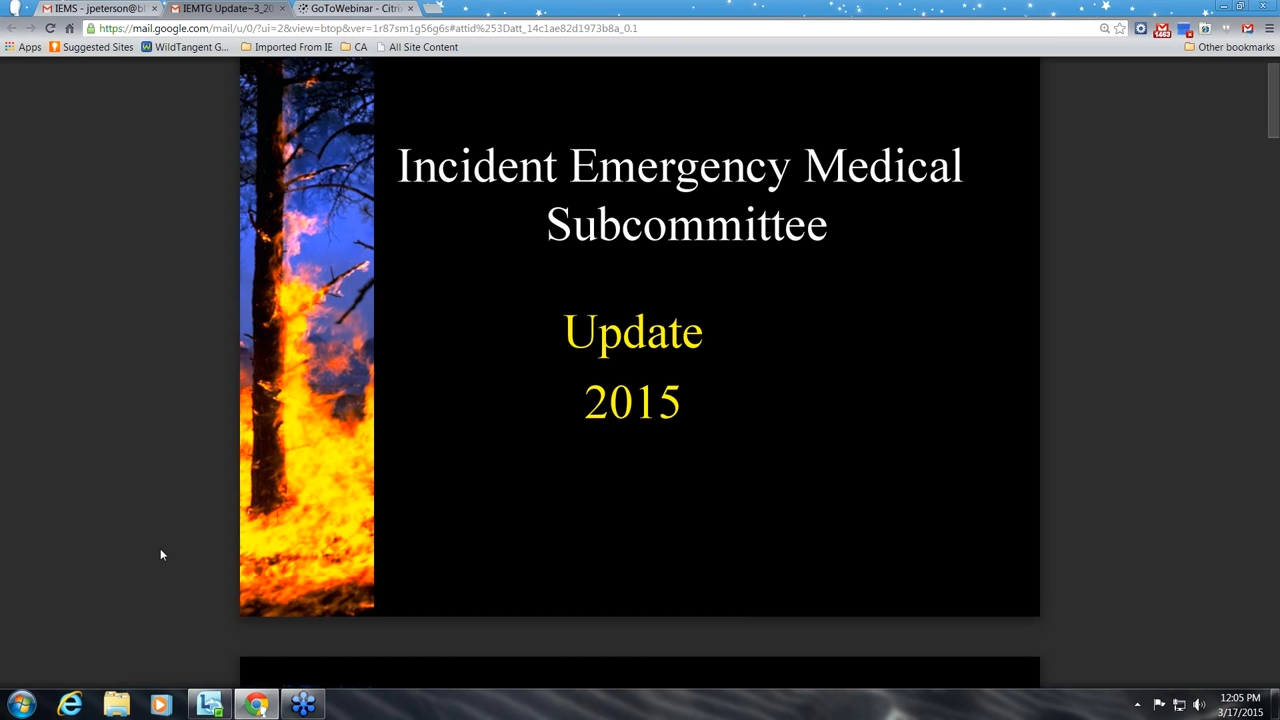 IEMS - jpeterson@bl
IEMTG Update~3_20
GoToWebinar - Citri
https://mail.google.com/mail/u/0/?ui=2&view=btop&ver=1r87sm1g56g6s#attid%253Datt_14c1ae82d1973b8a_0.1
1463
Apps
Suggested Sites
WildTangent G...
Imported From IE
CA
All Site Content
Other bookmarks
Incident Emergency Medical
Subcommittee
Update
2015
12:05 PM
3/17/2015